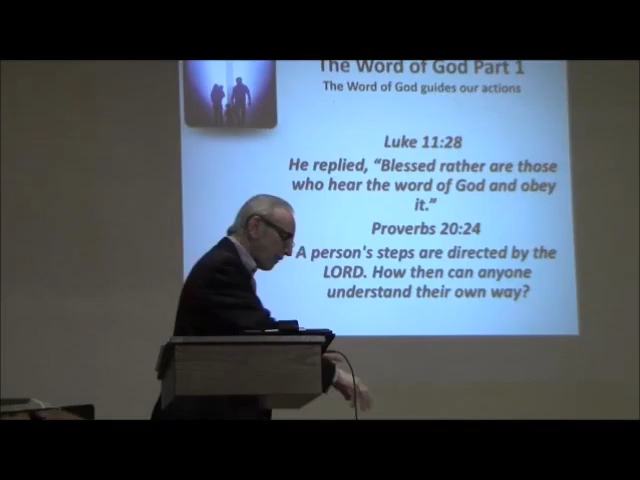 The Word of God Part 1
The Word of God guides our actions
Luke 11:28
He replied, “Blessed rather are those
who hear the word of God and obey
it.”
Proverbs 20:24
A person's steps are directed by the
LORD. How then can anyone
understand their own way?